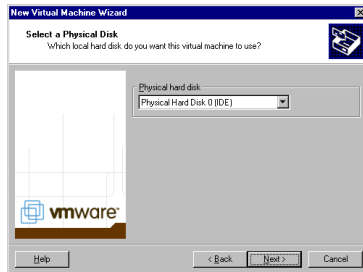 New Virtual Machine Wizard
Select a Physical Disk
Which local hard disk do you want this virtual machine to use?
Physical hard disk
Physical Hard Disk 0 (IDE)
vmware
Help
< Back
Next >
Cancel